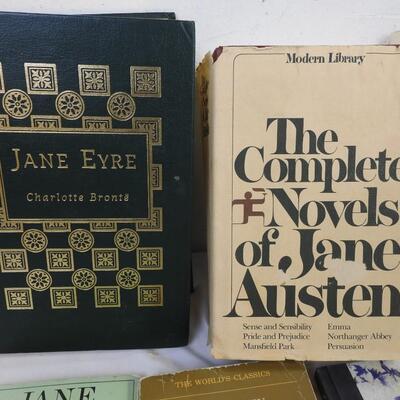 JANE EYRE
Charlotte Brontë
Modern Library
The
Complete
Novels
of Jane
Austen
Sense and Sensibility
Pride and Prejudice
Mansfield Park
Emma
Northanger Abbey
Persuasion
JANE
THE WORLD'S CLASSICS